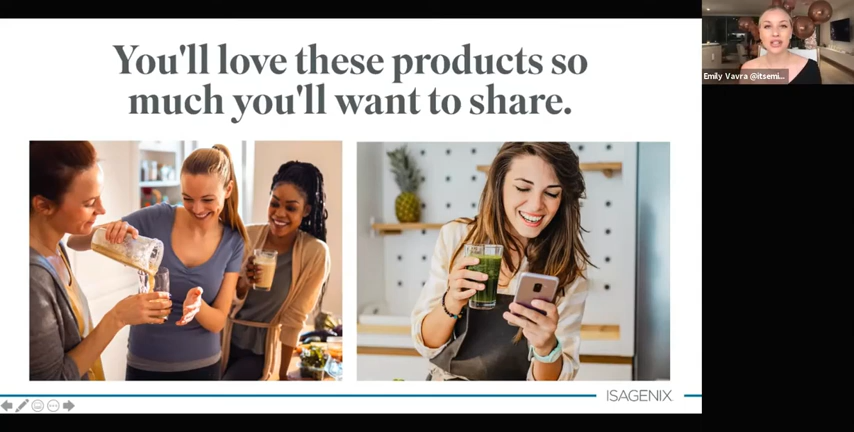 You'll love these products so
much you'll want to share.
Emily Vavra @itsemi...
ISAGENIX